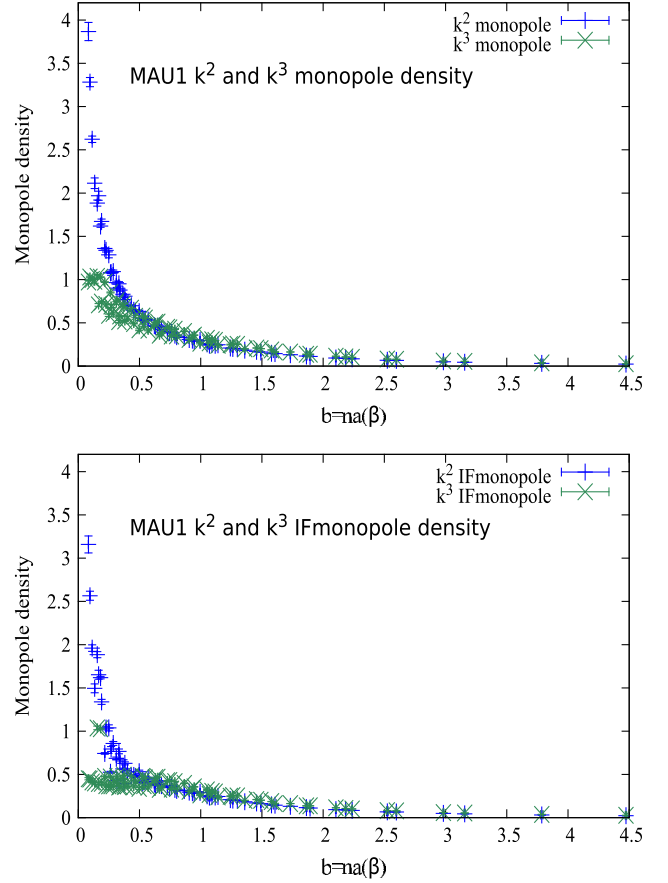 4
3.5
3
2.5
2
1.5
1
0.5
0
Monopole density
k² monopole
k³ monopole
MAU1 k² and k³ monopole density
0 0.5 1 1.5 2 2.5 3 3.5 4 4.5
b=na(β)
4
3.5
3
2.5
2
1.5
1
0.5
0
Monopole density
k² IFmonopole
k³ IFmonopole
MAU1 k² and k³ IFmonopole density
0 0.5 1 1.5 2 2.5 3 3.5 4 4.5
b=na(β)